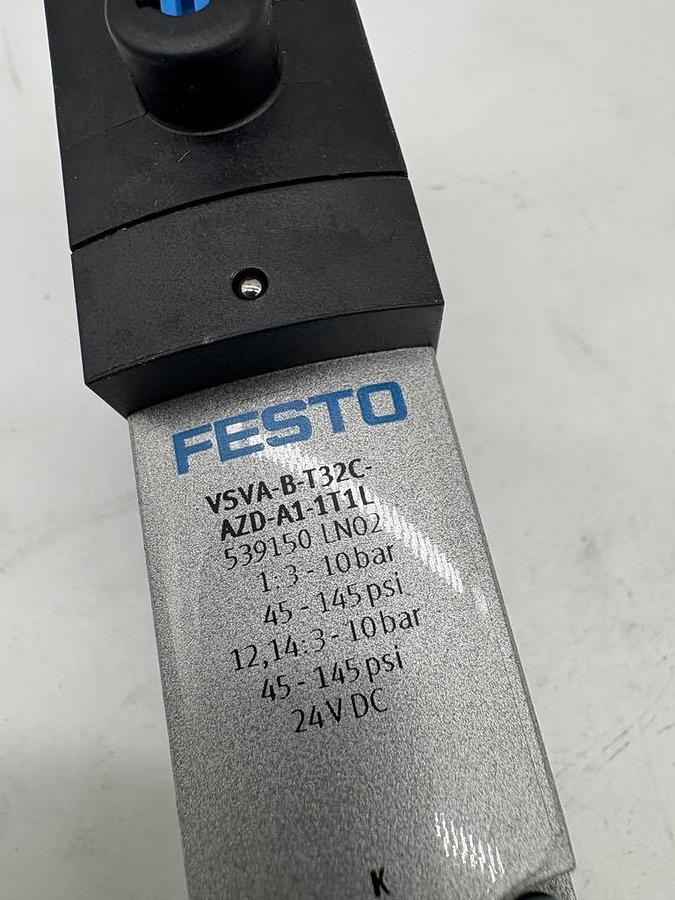 FESTO
VSVA-B-T32C-
AZD-A1-1T1L
539150 LN02
1: 3 - 10 bar
45 - 145 psi
12,14: 3 - 10 bar
45 - 145 psi
24V DC
K